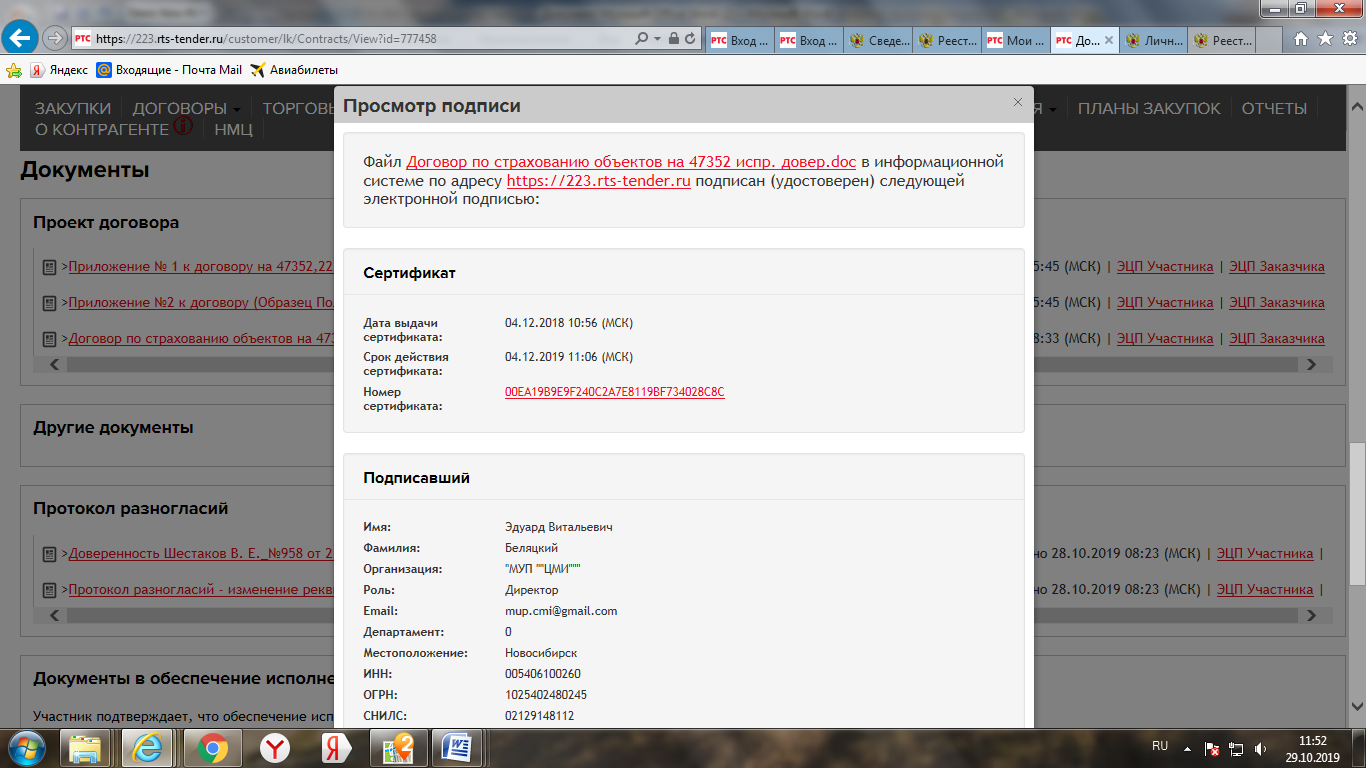 https://223.rts-tender.ru/customer/lk/Contracts/View?id=777458
РТС Вход ...
РТС Вход ...
Сведе...
Реест...
РТС Мои ...
РТС До...
Личн...
Реест...
Яндекс
Входящие - Почта Mail
Авиабилеты
ЗАКУПКИ
ДОГОВОРЫ
ТОРГОВЫ
Просмотр подписи
Я
ПЛАНЫ ЗАКУПОК
ОТЧЕТЫ
О КОНТРАГЕНТЕ
НМЦ
Документы
Файл Договор по страхованию объектов на 47352 испр. довер.doc в информационной
системе по адресу https://223.rts-tender.ru подписан (удостоверен) следующей
электронной подписью:
Проект договора
>Приложение № 1 к договору на 47352,22
5:45 (МСК) | ЭЦП Участника | ЭЦП Заказчика
>Приложение №2 к договору (Образец По
5:45 (МСК) | ЭЦП Участника | ЭЦП Заказчика
>Договор по страхованию объектов на 473
8:33 (МСК) | ЭЦП Участника | ЭЦП Заказчика
Сертификат
Дата выдачи
сертификата:
04.12.2018 10:56 (МСК)
Срок действия
сертификата:
04.12.2019 11:06 (МСК)
Номер
сертификата:
00EA19B9E9F240C2A7E8119BF734028C8C
Другие документы
Подписавший
Имя: Эдуард Витальевич
Фамилия: Беляцкий
Организация: "МУП ""ЦМИ"""
Роль: Директор
Email: mup.cmi@gmail.com
Департамент: 0
Местоположение: Новосибирск
ИНН: 005406100260
ОГРН: 1025402480245
СНИЛС: 02129148112
Протокол разногласий
>Доверенность Шестаков В. Е._№958 от 2
но 28.10.2019 08:23 (МСК) | ЭЦП Участника |
>Протокол разногласий - изменение рекв
но 28.10.2019 08:23 (МСК) | ЭЦП Участника |
Документы в обеспечение исполне
Участник подтверждает, что обеспечение исп
RU
11:52
29.10.2019